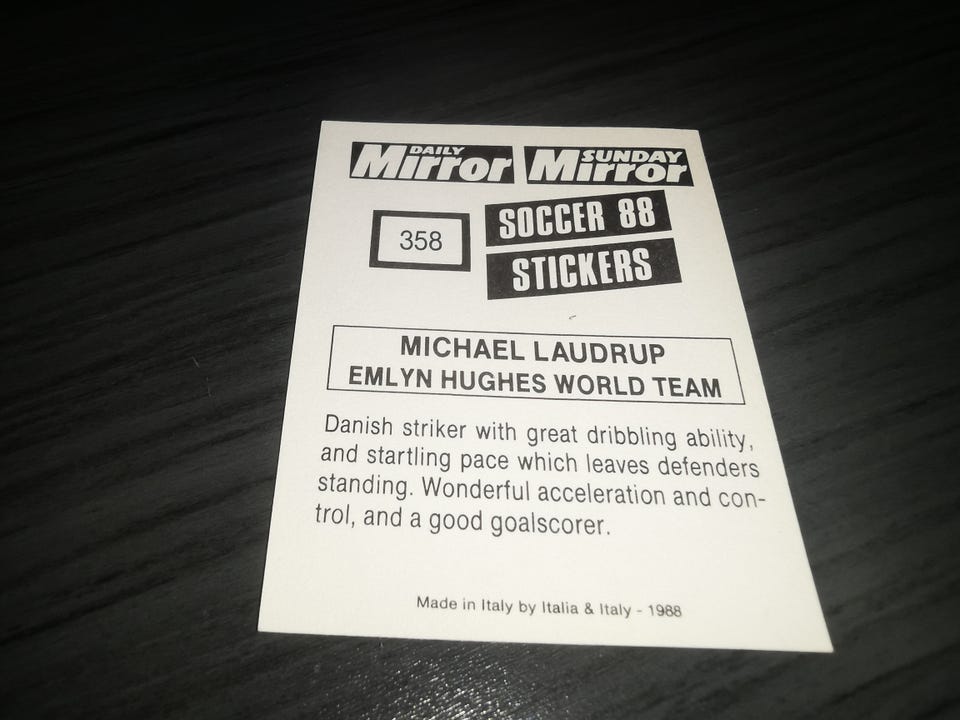 DAILY Mirror SUNDAY Mirror
358
SOCCER 88
STICKERS
MICHAEL LAUDRUP
EMLYN HUGHES WORLD TEAM
Danish striker with great dribbling ability,
and startling pace which leaves defenders
standing. Wonderful acceleration and con-
trol, and a good goalscorer.
Made in Italy by Italia & Italy - 1988